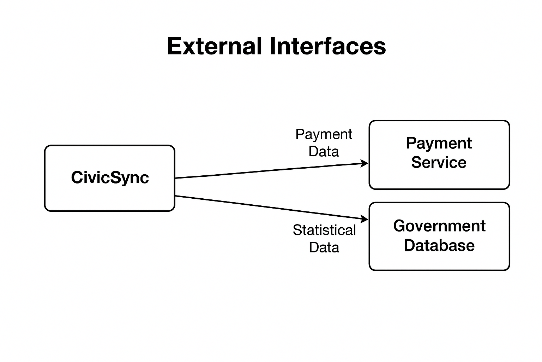 External Interfaces
CivicSync
Payment
Data
Payment
Service
Statistical
Data
Government
Database